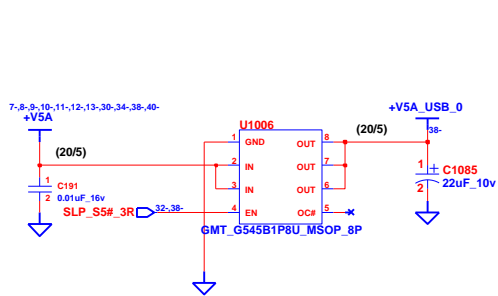 7-,8-,9-,10-,11-,12-,13-,30-,34-,38-,40-
+V5A
+V5A_USB_0
38-
(20/5)
(20/5)
U1006
1 GND OUT 8
2 IN OUT 7
3 IN OUT 6
4 EN OC# 5
GMT_G545B1P8U_MSOP_8P
1
2
C191
0.01uF_16v
SLP_S5#_3R
32-,38-
1
2
+
C1085
22uF_10v